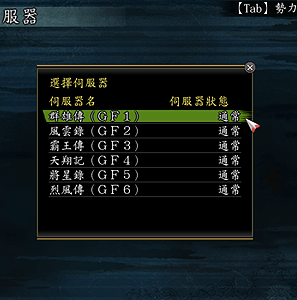 服器
【Tab】勢力
選擇伺服器
伺服器名 伺服器狀態
群雄傳(GF1) 通常
風雲錄(GF2) 通常
霸王傳(GF3) 通常
天翔記(GF4) 通常
將星錄(GF5) 通常
烈風傳(GF6) 通常